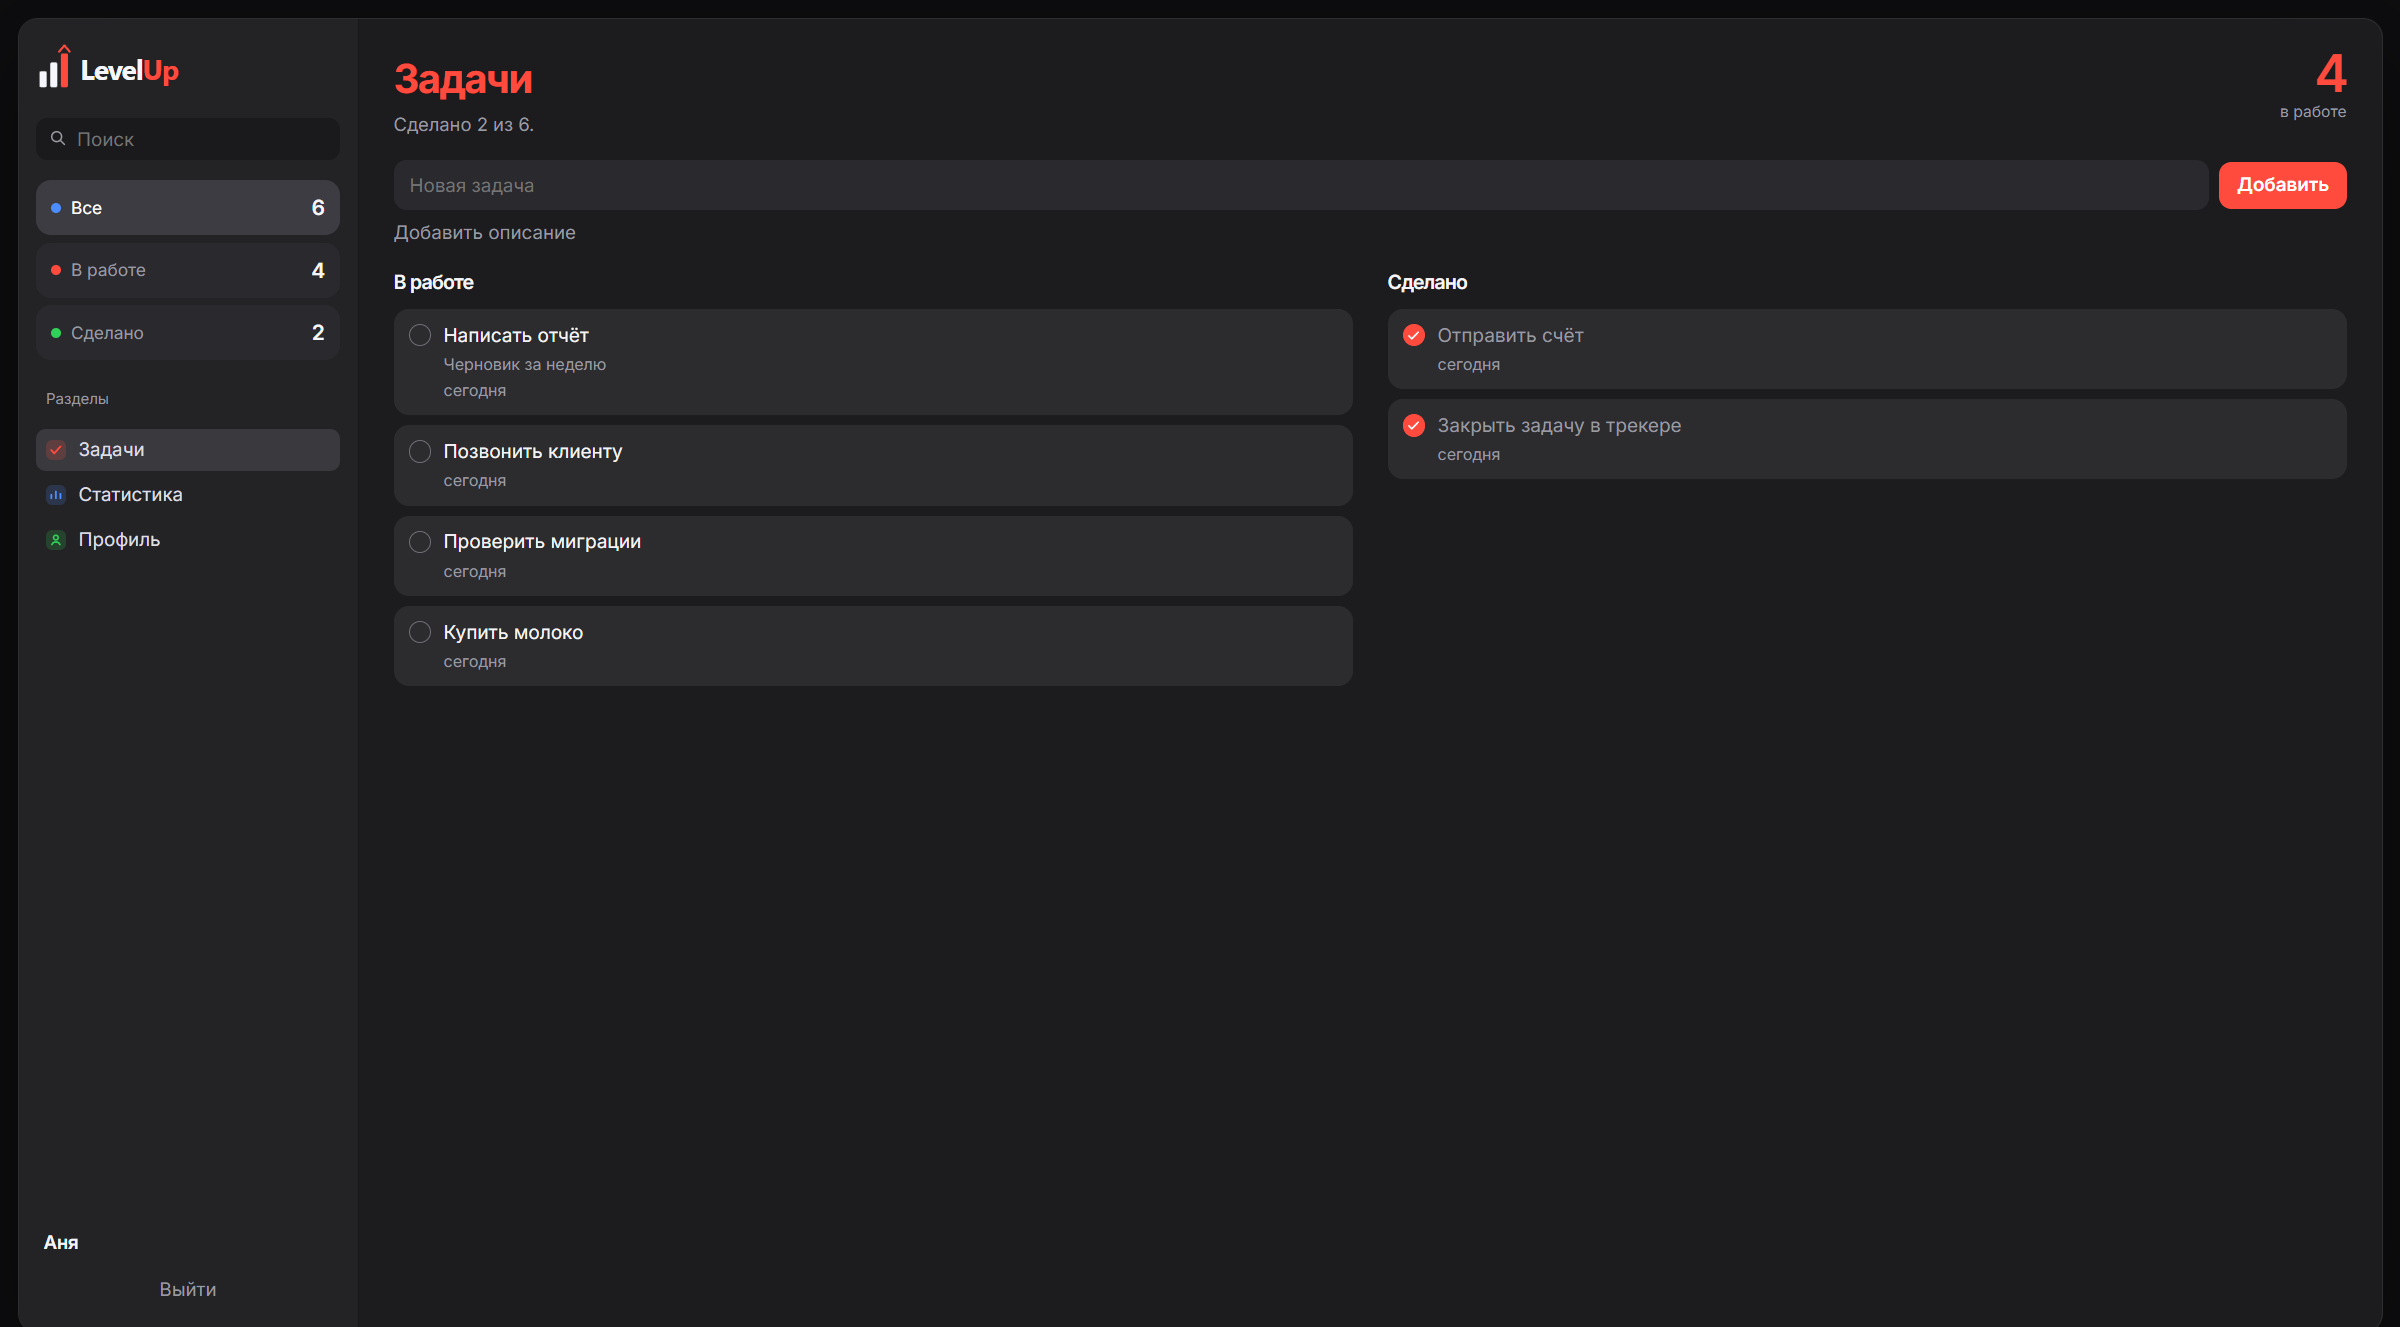 LevelUp
Поиск
Все 6
В работе 4
Сделано 2
Разделы
Задачи
Статистика
Профиль
Аня
Выйти
Задачи
Сделано 2 из 6.
4
в работе
Новая задача
Добавить
Добавить описание
В работе
Написать отчёт
Черновик за неделю
сегодня
Позвонить клиенту
сегодня
Проверить миграции
сегодня
Купить молоко
сегодня
Сделано
Отправить счёт
сегодня
Закрыть задачу в трекере
сегодня